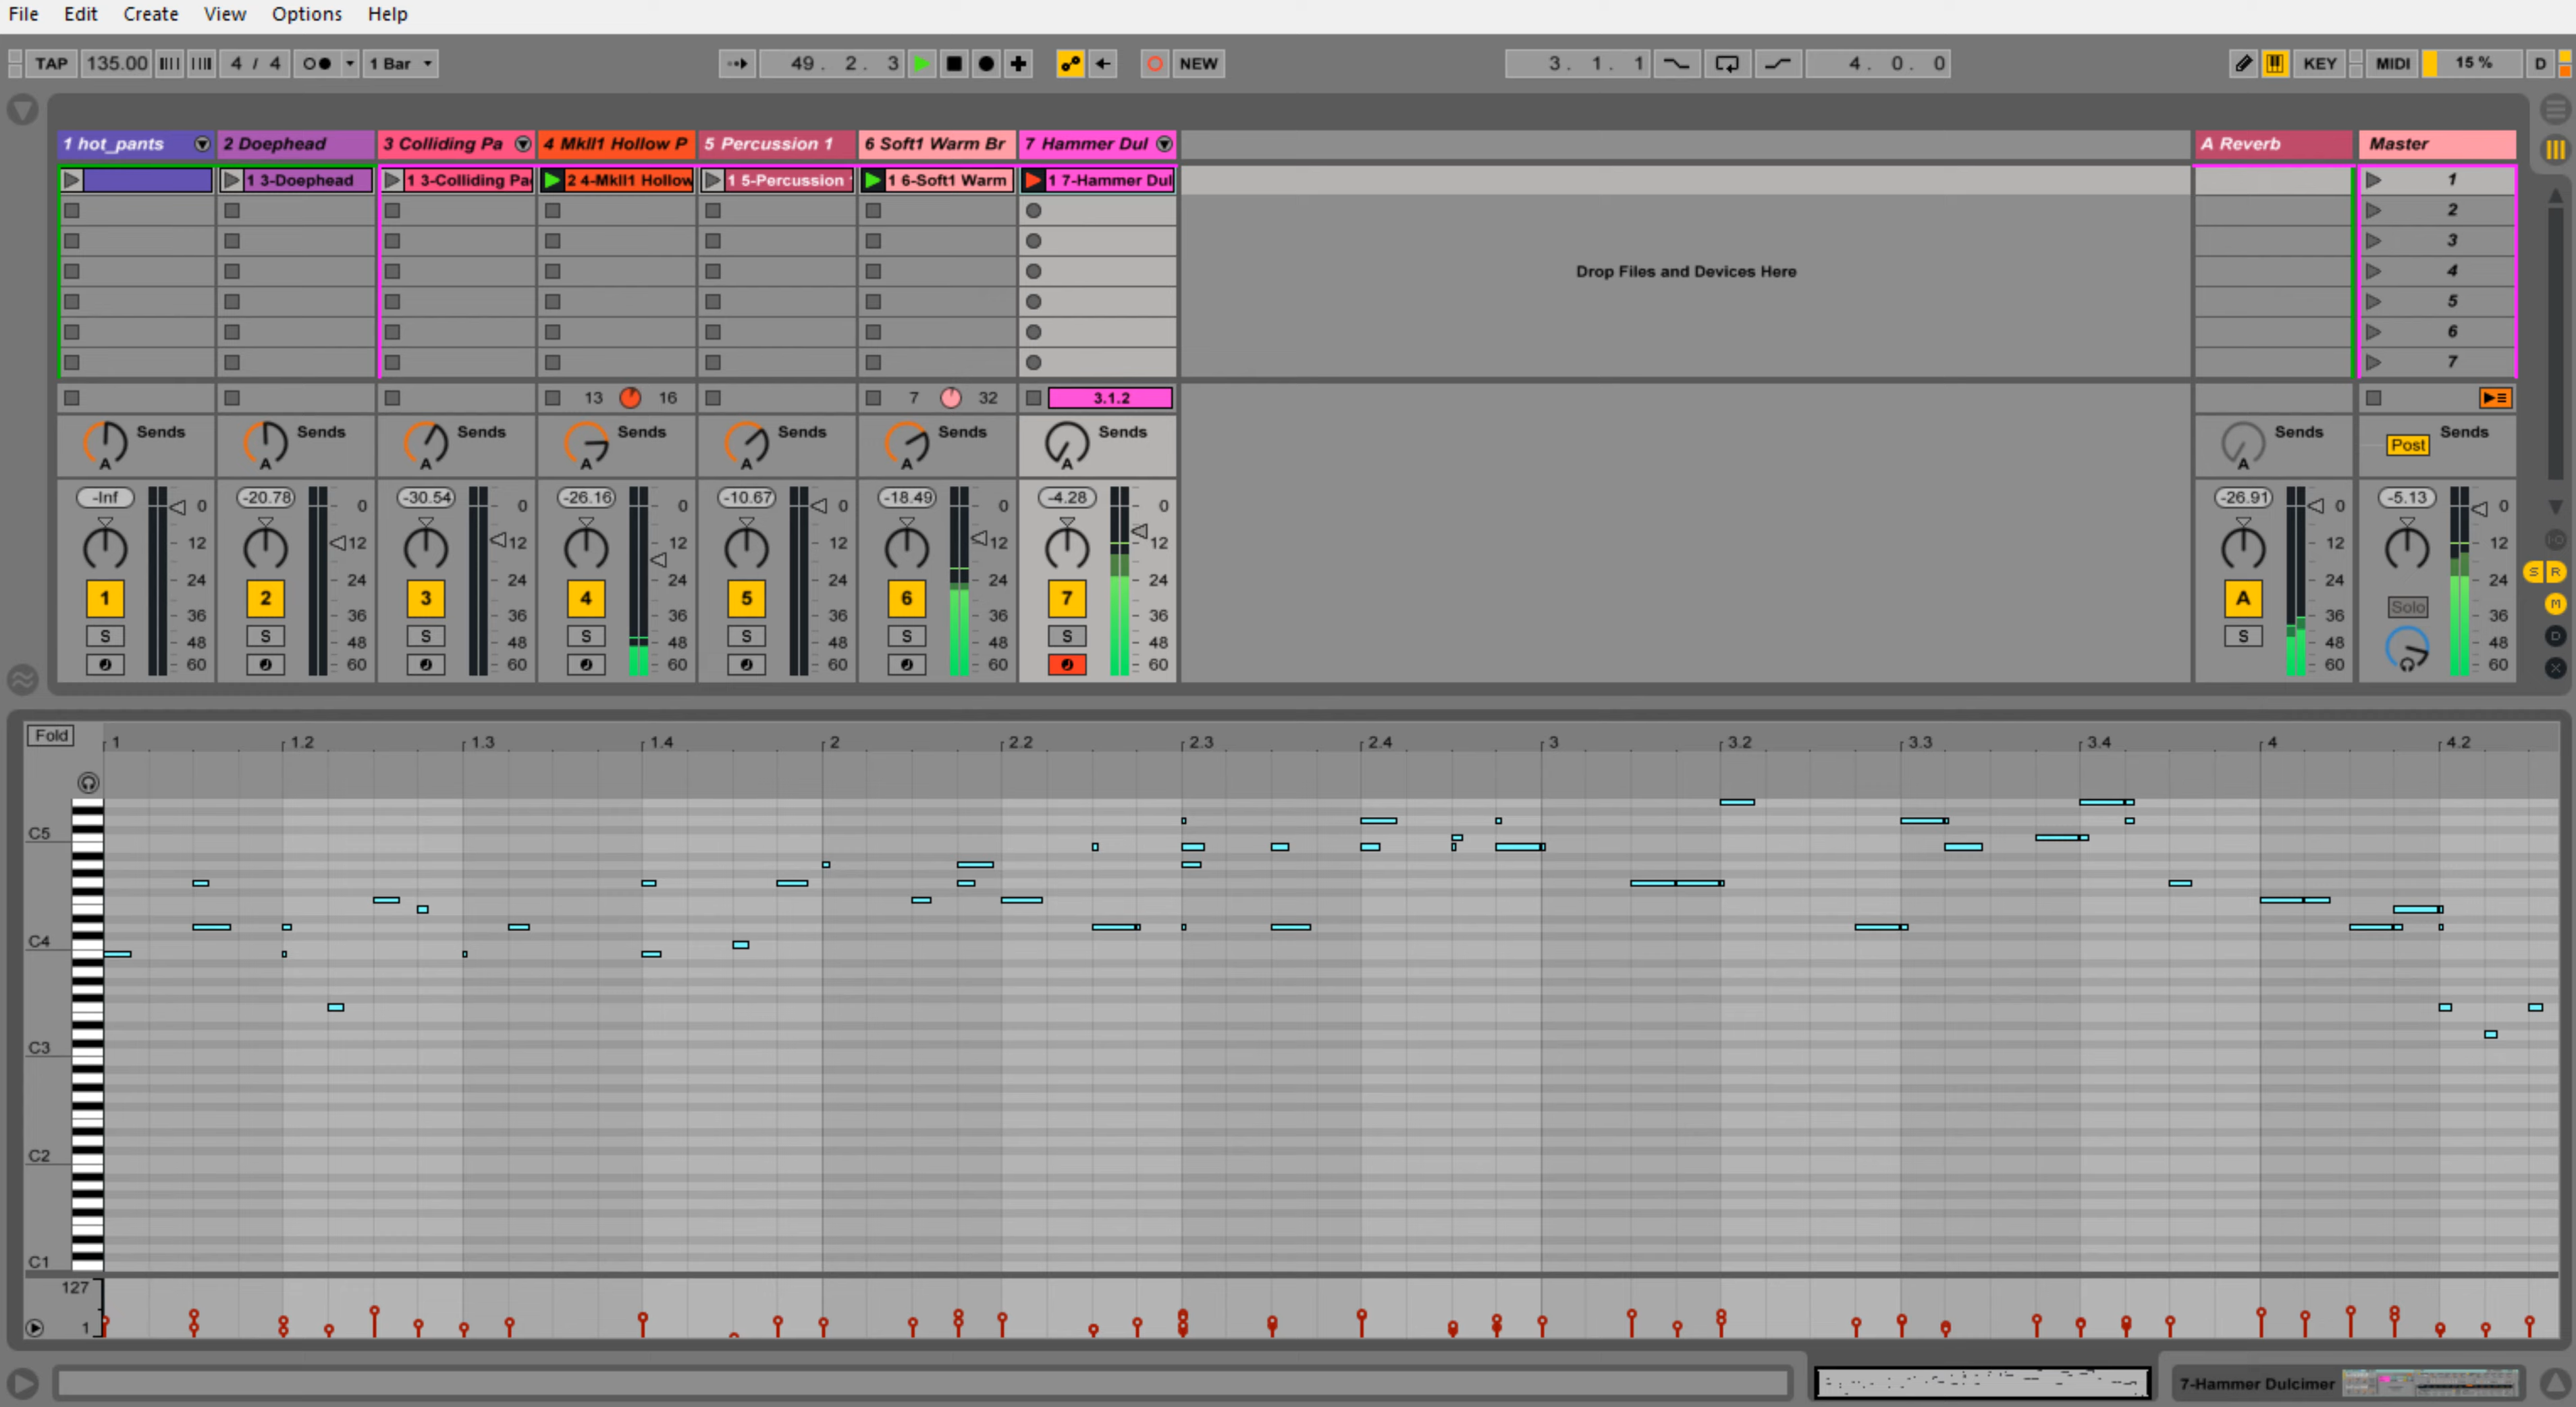 File Edit Create View Options Help
TAP 135.00 4 / 4 1 Bar 49. 2. 3 NEW 3. 1. 1 4. 0. 0 KEY MIDI 15 % D
1 hot_pants 2 Doephead 3 Colliding Pa 4 MkII1 Hollow P 5 Percussion 1 6 Soft1 Warm Br 7 Hammer Dul A Reverb Master
1 3-Doephead 1 3-Colliding Pa 2 4-MkII1 Hollow 1 5-Percussion 1 6-Soft1 Warm 1 7-Hammer Dul 1
2
3
Drop Files and Devices Here 4
5
6
7
13 16 7 32 3.1.2
Sends Sends Sends Sends Sends Sends Sends Sends Sends
A A A A A A A A Post
-Inf -20.78 -30.54 -26.16 -10.67 -18.49 -4.28 -26.91 -5.13
0 0 0 0 0 0 0 0 0
12 12 12 12 12 12 12 12 12
24 24 24 24 24 24 24 24 24
S R
1 2 3 4 5 6 7 A Solo M
36 36 36 36 36 36 36 36 36
S S S S S S S S D
48 48 48 48 48 48 48 48 48
60 60 60 60 60 60 60 60 60
Fold 1 1.2 1.3 1.4 2 2.2 2.3 2.4 3 3.2 3.3 3.4 4 4.2
C5
C4
C3
C2
C1
127
1
7-Hammer Dulcimer